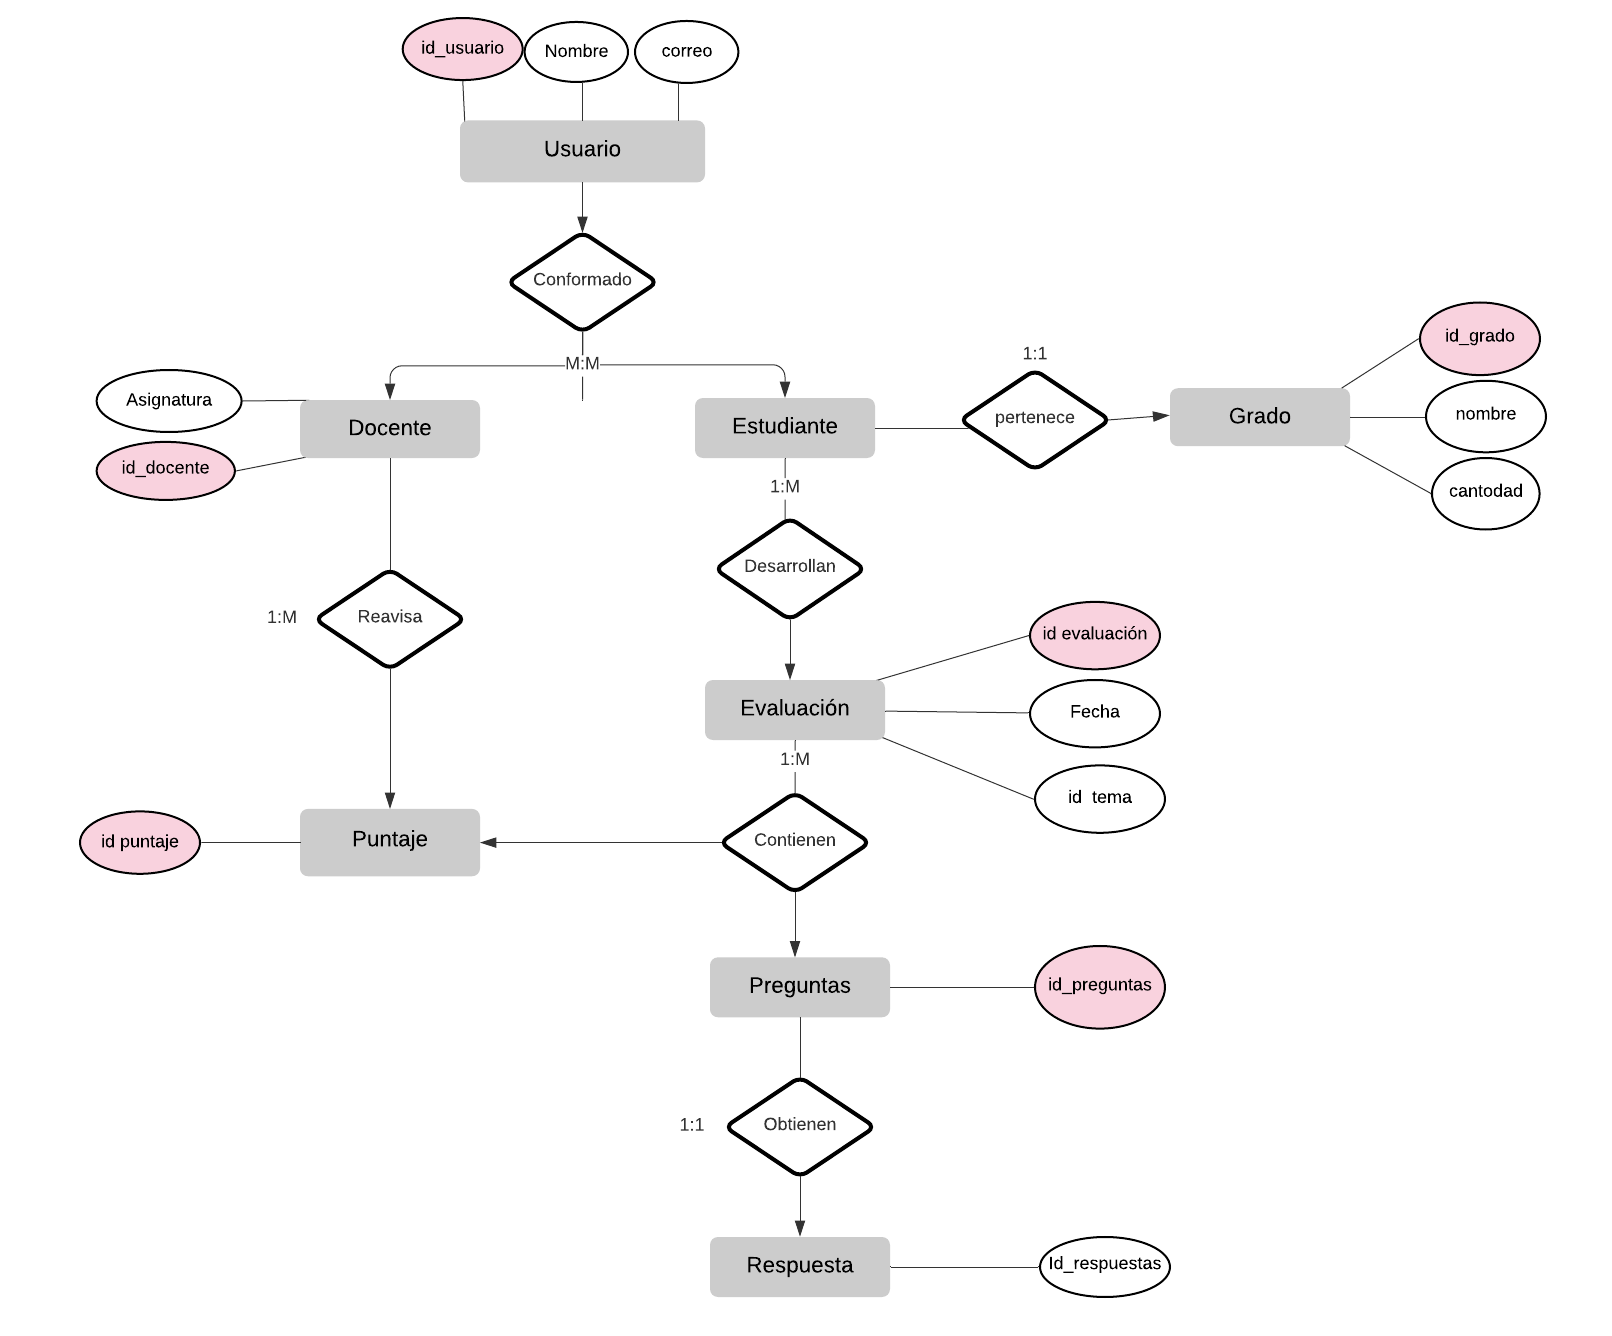 id_usuario
Nombre
correo
Usuario
Conformado
M:M
1:1
id_grado
Asignatura
Docente
Estudiante
pertenece
Grado
nombre
id_docente
1:M
cantodad
Desarrollan
1:M
Reavisa
id evaluación
Evaluación
Fecha
1:M
id  tema
id puntaje
Puntaje
Contienen
Preguntas
id_preguntas
1:1
Obtienen
Respuesta
Id_respuestas